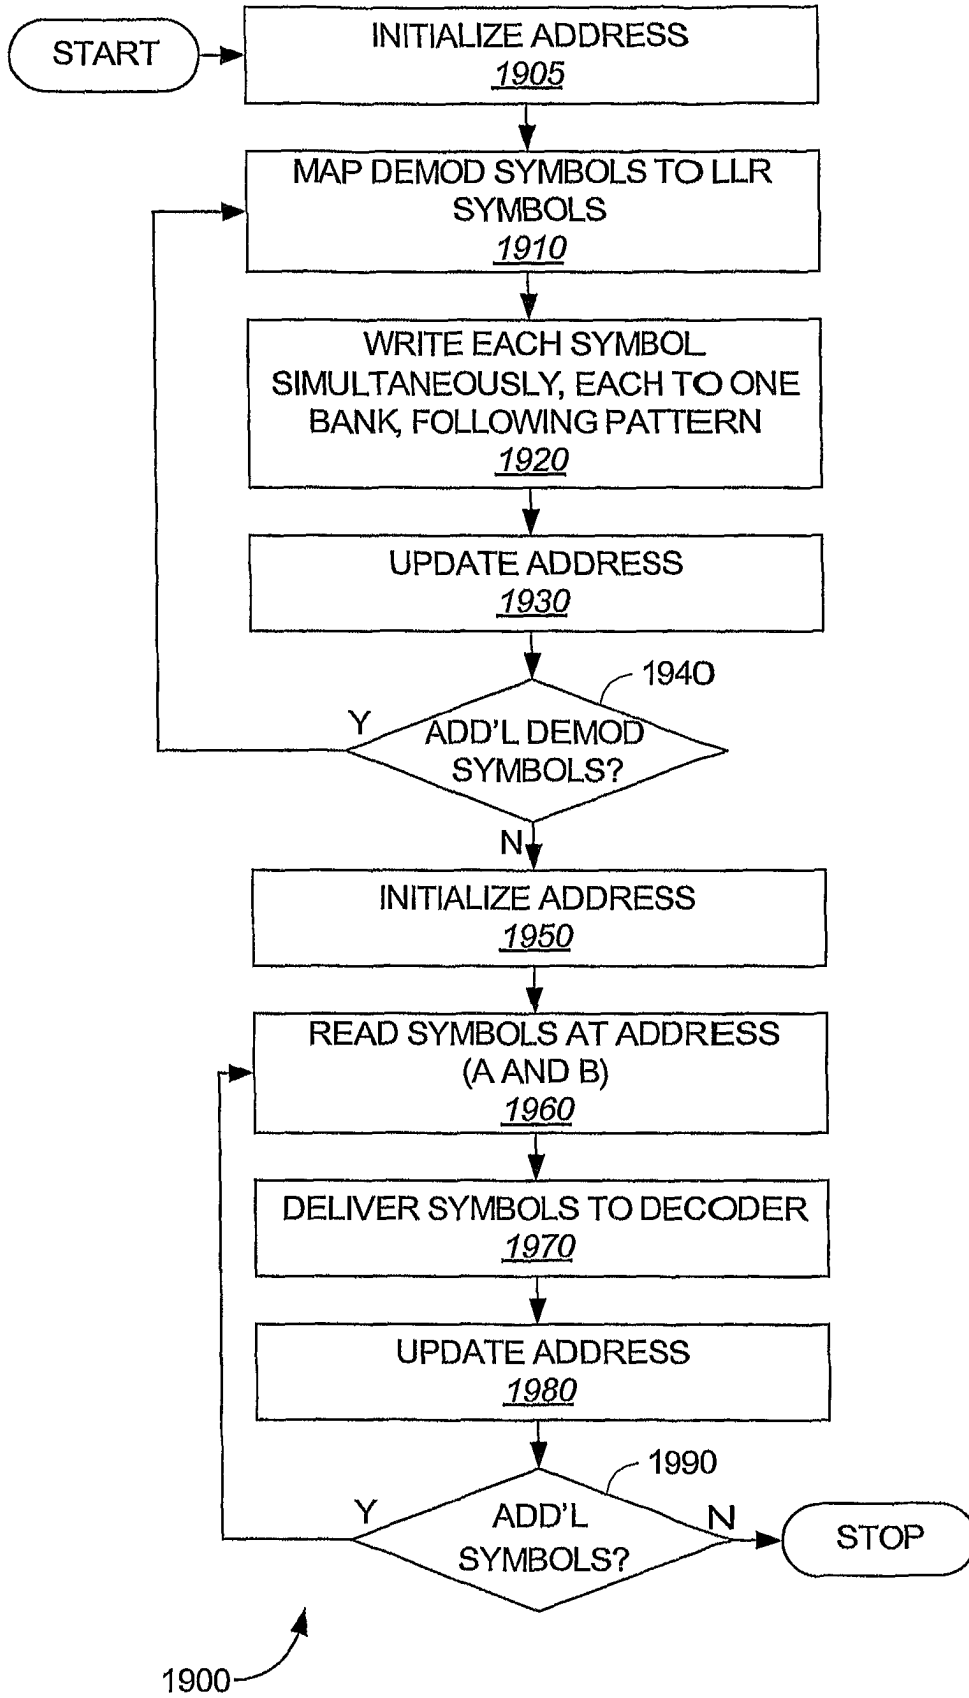 START
INITIALIZE ADDRESS
1905
MAP DEMOD SYMBOLS TO LLR
SYMBOLS
1910
WRITE EACH SYMBOL
SIMULTANEOUSLY, EACH TO ONE
BANK, FOLLOWING PATTERN
1920
UPDATE ADDRESS
1930
1940
Y
ADD'L DEMOD
SYMBOLS?
N
INITIALIZE ADDRESS
1950
READ SYMBOLS AT ADDRESS
(A AND B)
1960
DELIVER SYMBOLS TO DECODER
1970
UPDATE ADDRESS
1980
1990
Y
ADD'L
SYMBOLS?
N
STOP
1900